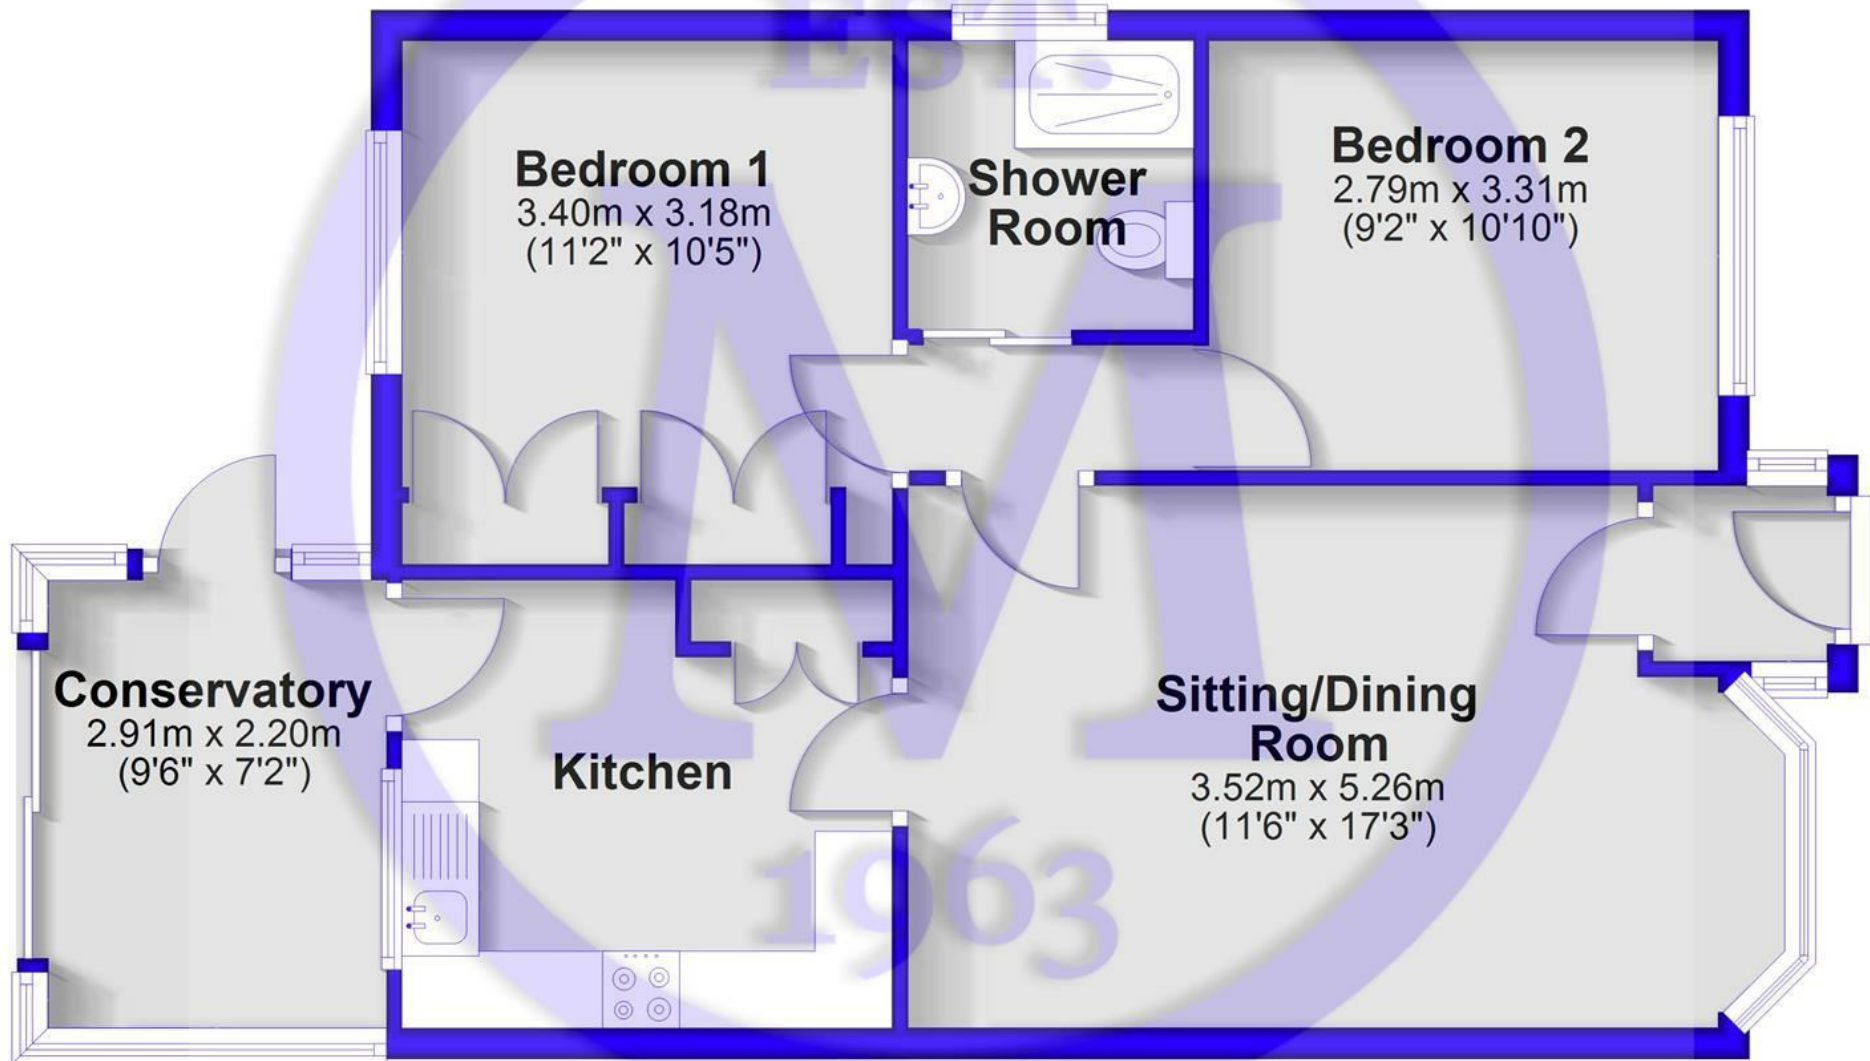 EST.
Bedroom 1
3.40m x 3.18m
(11'2" x 10'5")
Shower
Room
Bedroom 2
2.79m x 3.31m
(9'2" x 10'10")
M
Conservatory
2.91m x 2.20m
(9'6" x 7'2")
Kitchen
Sitting/Dining
Room
3.52m x 5.26m
(11'6" x 17'3")
1963